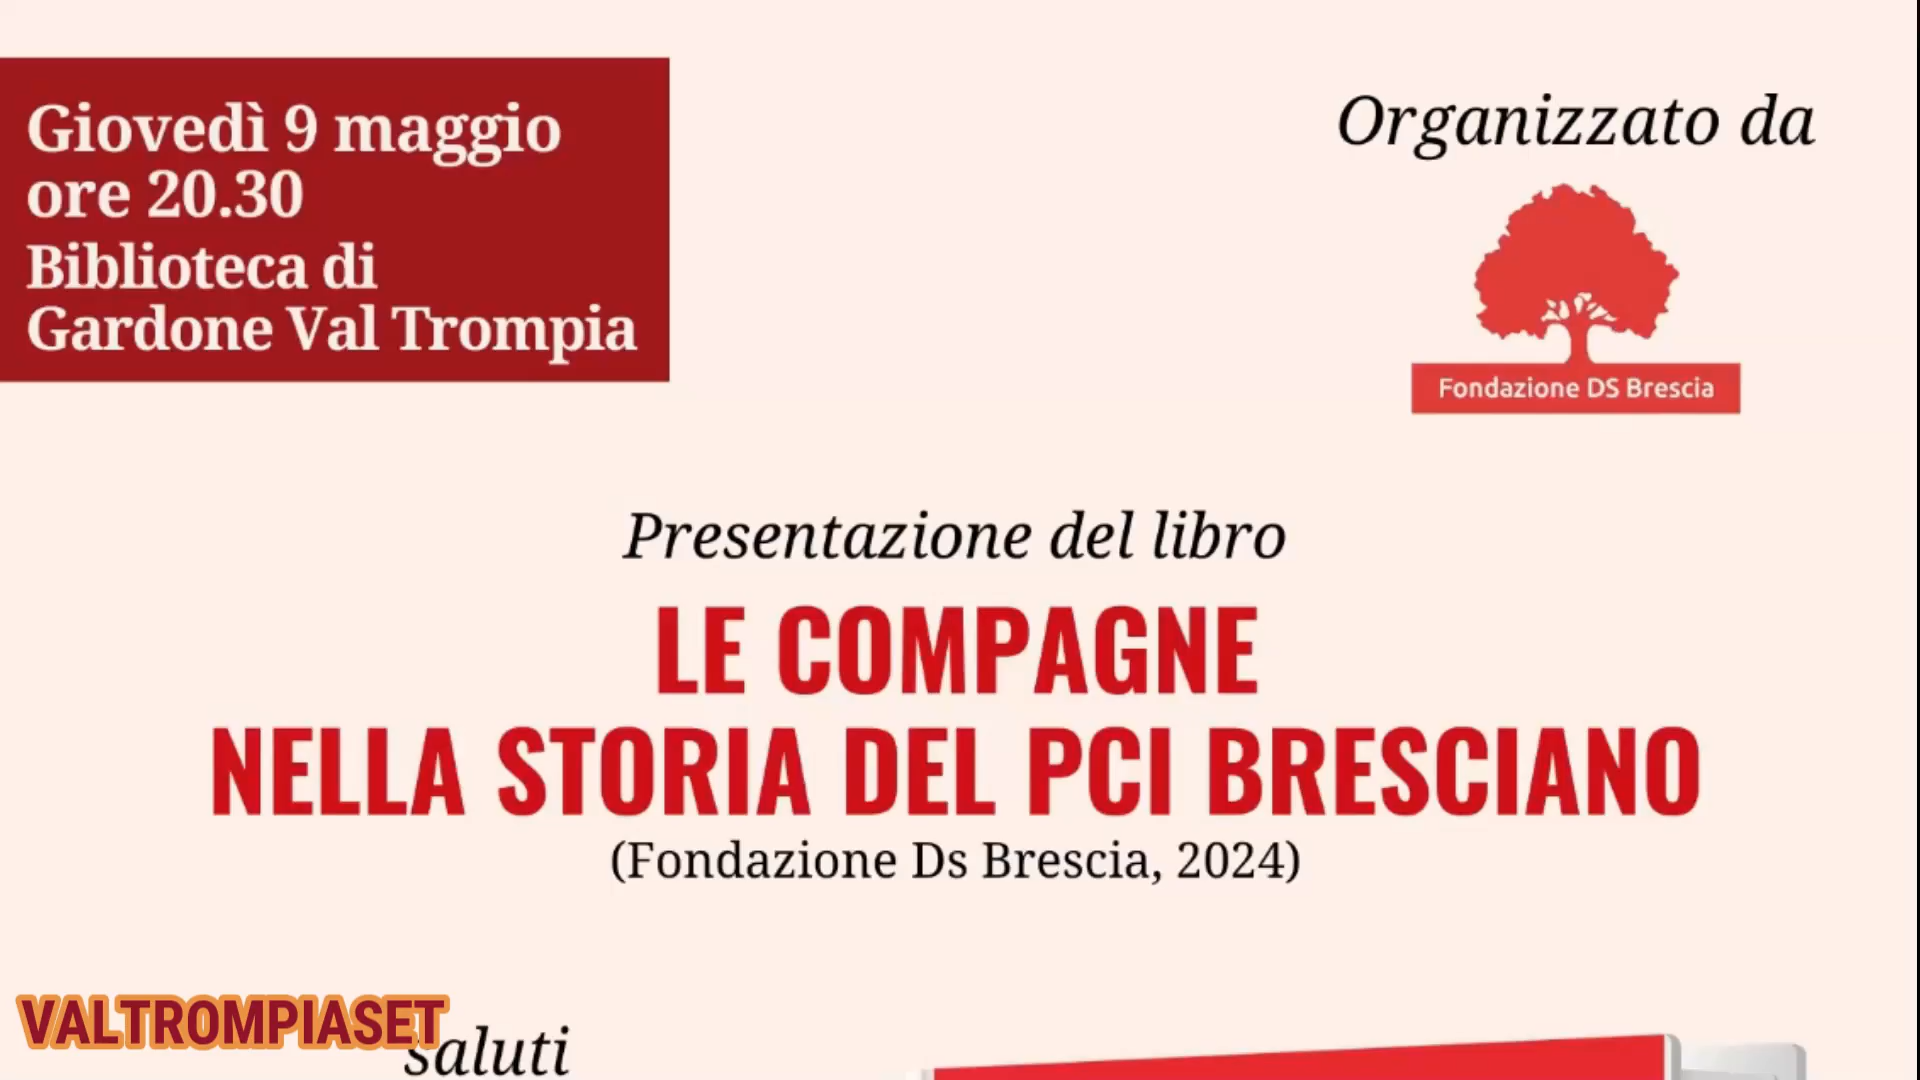 Giovedì 9 maggio
ore 20.30
Biblioteca di
Gardone Val Trompia
Organizzato da
Fondazione DS Brescia
Presentazione del libro
LE COMPAGNE
NELLA STORIA DEL PCI BRESCIANO
(Fondazione Ds Brescia, 2024)
VALTROMPIASET
saluti